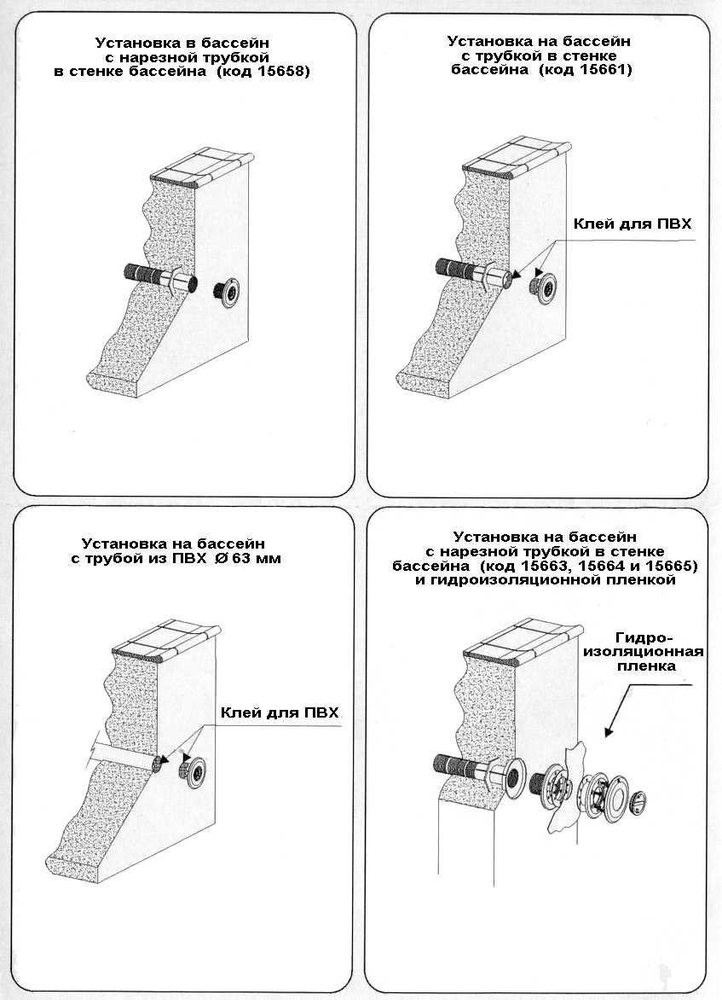 Установка в бассейн
с нарезной трубкой
в стенке бассейна (код 15658)
Установка на бассейн
с трубкой в стенке
бассейна (код 15661)
Клей для ПВХ
Установка на бассейн
с трубой из ПВХ Ø 63 мм
Клей для ПВХ
Установка на бассейн
с нарезной трубкой в стенке
бассейна (код 15663, 15664 и 15665)
и гидроизоляционной пленкой
Гидро-
изоляционная
пленка